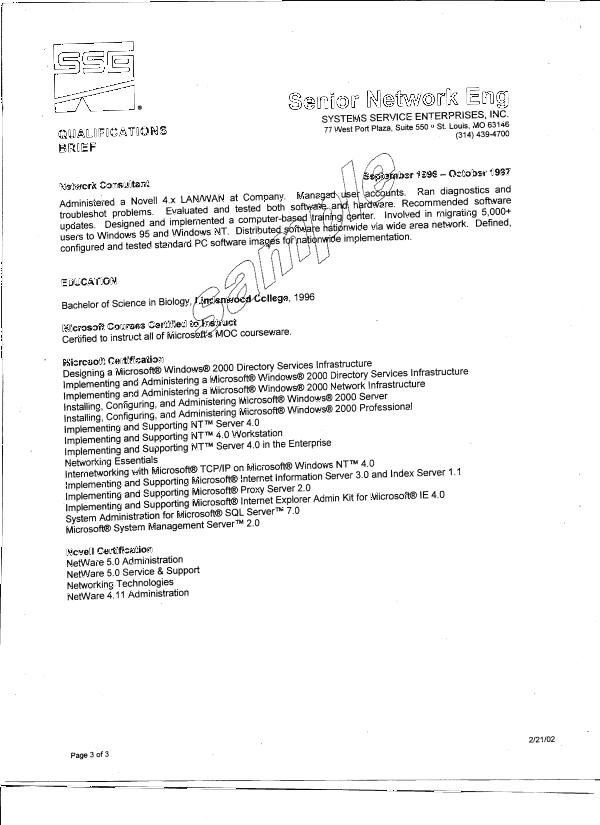 SSE
Senior Network Eng
SYSTEMS SERVICE ENTERPRISES, INC.
77 West Port Plaza, Suite 550 º St. Louis, MO 63146
(314) 439-4700
QUALIFICATIONS
BRIEF
Network Consultant
September 1996 – October 1997
Administered a Novell 4.x LAN/WAN at Company. Managed user accounts. Ran diagnostics and
troubleshot problems. Evaluated and tested both software and hardware. Recommended software
updates. Designed and implemented a computer-based training center. Involved in migrating 5,000+
users to Windows 95 and Windows NT. Distributed software nationwide via wide area network. Defined,
configured and tested standard PC software images for nationwide implementation.
sample
EDUCATION
Bachelor of Science in Biology, Lindenwood College, 1996
Microsoft Courses Certified to Instruct
Certified to instruct all of Microsoft's MOC courseware.
Microsoft Certification
Designing a Microsoft® Windows® 2000 Directory Services Infrastructure
Implementing and Administering a Microsoft® Windows® 2000 Directory Services Infrastructure
Implementing and Administering a Microsoft® Windows® 2000 Network Infrastructure
Installing, Configuring, and Administering Microsoft® Windows® 2000 Server
Installing, Configuring, and Administering Microsoft® Windows® 2000 Professional
Implementing and Supporting NT™ Server 4.0
Implementing and Supporting NT™ 4.0 Workstation
Implementing and Supporting NT™ Server 4.0 in the Enterprise
Networking Essentials
Internetworking with Microsoft® TCP/IP on Microsoft® Windows NT™ 4.0
Implementing and Supporting Microsoft® Internet Information Server 3.0 and Index Server 1.1
Implementing and Supporting Microsoft® Proxy Server 2.0
Implementing and Supporting Microsoft® Internet Explorer Admin Kit for Microsoft® IE 4.0
System Administration for Microsoft® SQL Server™ 7.0
Microsoft® System Management Server™ 2.0
Novell Certification
NetWare 5.0 Administration
NetWare 5.0 Service & Support
Networking Technologies
NetWare 4.11 Administration
2/21/02
Page 3 of 3